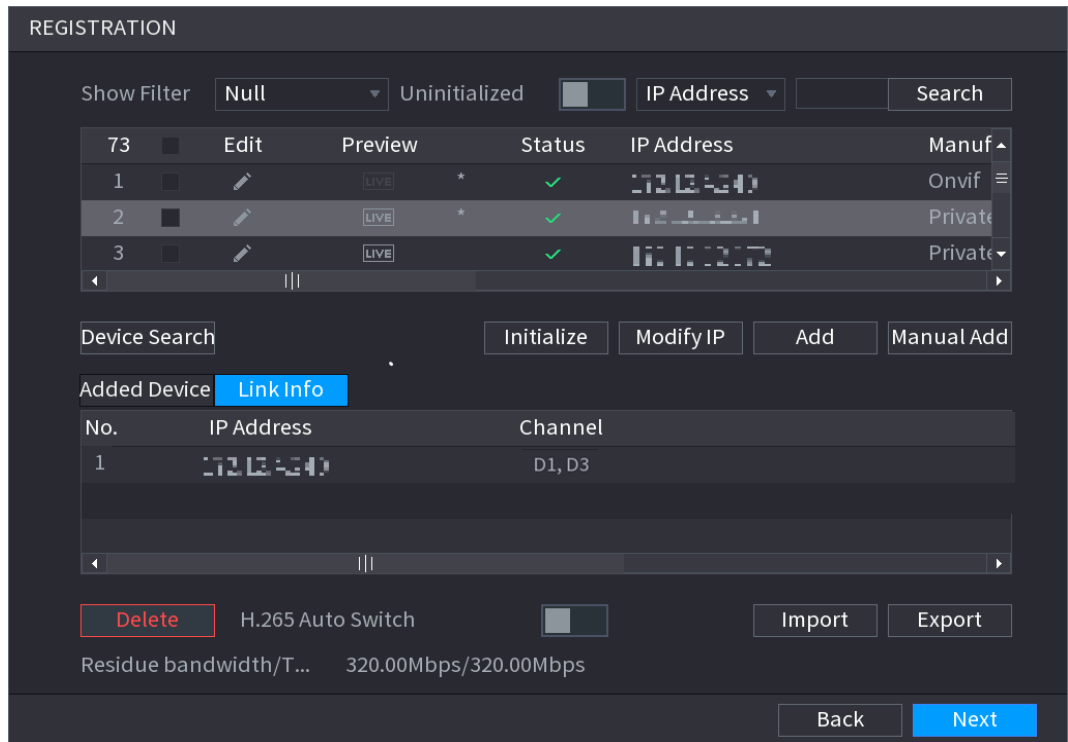 REGISTRATION
Show Filter Null Uninitialized IP Address Search
73 Edit Preview Status IP Address Manuf
1 LIVE * Onvif
2 LIVE * Private
3 LIVE Private
Device Search Initialize Modify IP Add Manual Add
Added Device Link Info
No. IP Address Channel
1 D1, D3
Delete H.265 Auto Switch Import Export
Residue bandwidth/T... 320.00Mbps/320.00Mbps
Back Next